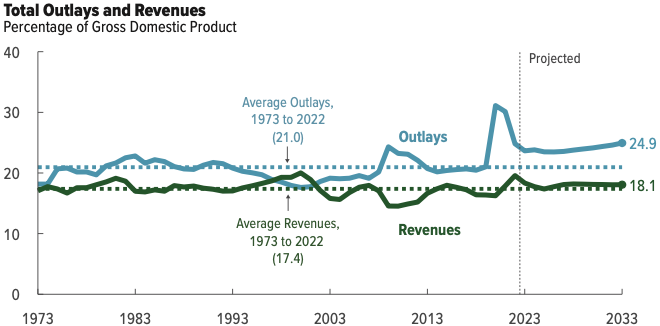 Total Outlays and Revenues
Percentage of Gross Domestic Product
40
Projected
30
Average Outlays,
1973 to 2022
(21.0)
Outlays
24.9
20
18.1
Average Revenues,
1973 to 2022
(17.4)
Revenues
10
0
1973
1983
1993
2003
2013
2023
2033